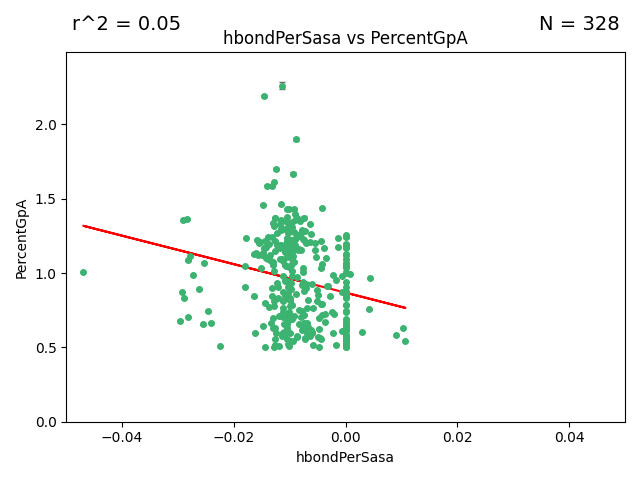 r^2 = 0.05
N = 328
hbondPerSasa vs PercentGpA
2.0
1.5
1.0
0.5
0.0
PercentGpA
−0.04
−0.02
0.00
0.02
0.04
hbondPerSasa